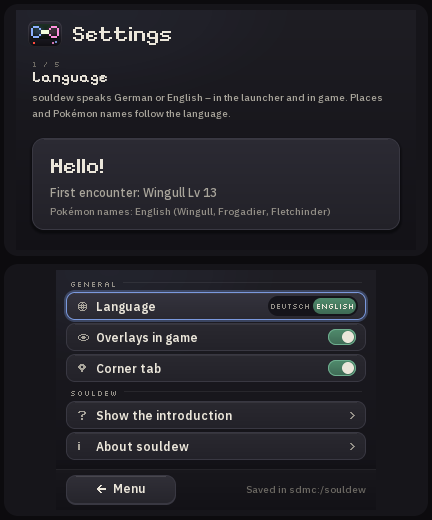 Settings
1 / 5
Language
souldew speaks German or English – in the launcher and in game. Places
and Pokémon names follow the language.
Hello!
First encounter: Wingull Lv 13
Pokémon names: English (Wingull, Frogadier, Fletchinder)
GENERAL
Language DEUTSCH ENGLISH
Overlays in game
Corner tab
SOULDEW
? Show the introduction >
i About souldew >
← Menu Saved in sdmc:/souldew